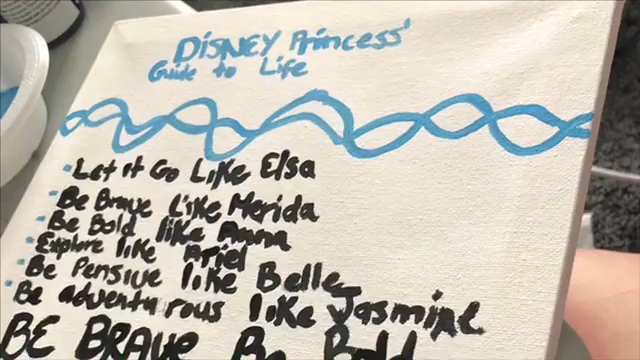 DiSNEY Princess'
Guide to Life
Let it Go Like Elsa
Be Brave Like Merida
Be Bold like Anna
Explore like Ariel
Be Pensive like Belle
Be adventurous like Jasmine
BE BRAVE Be Bold